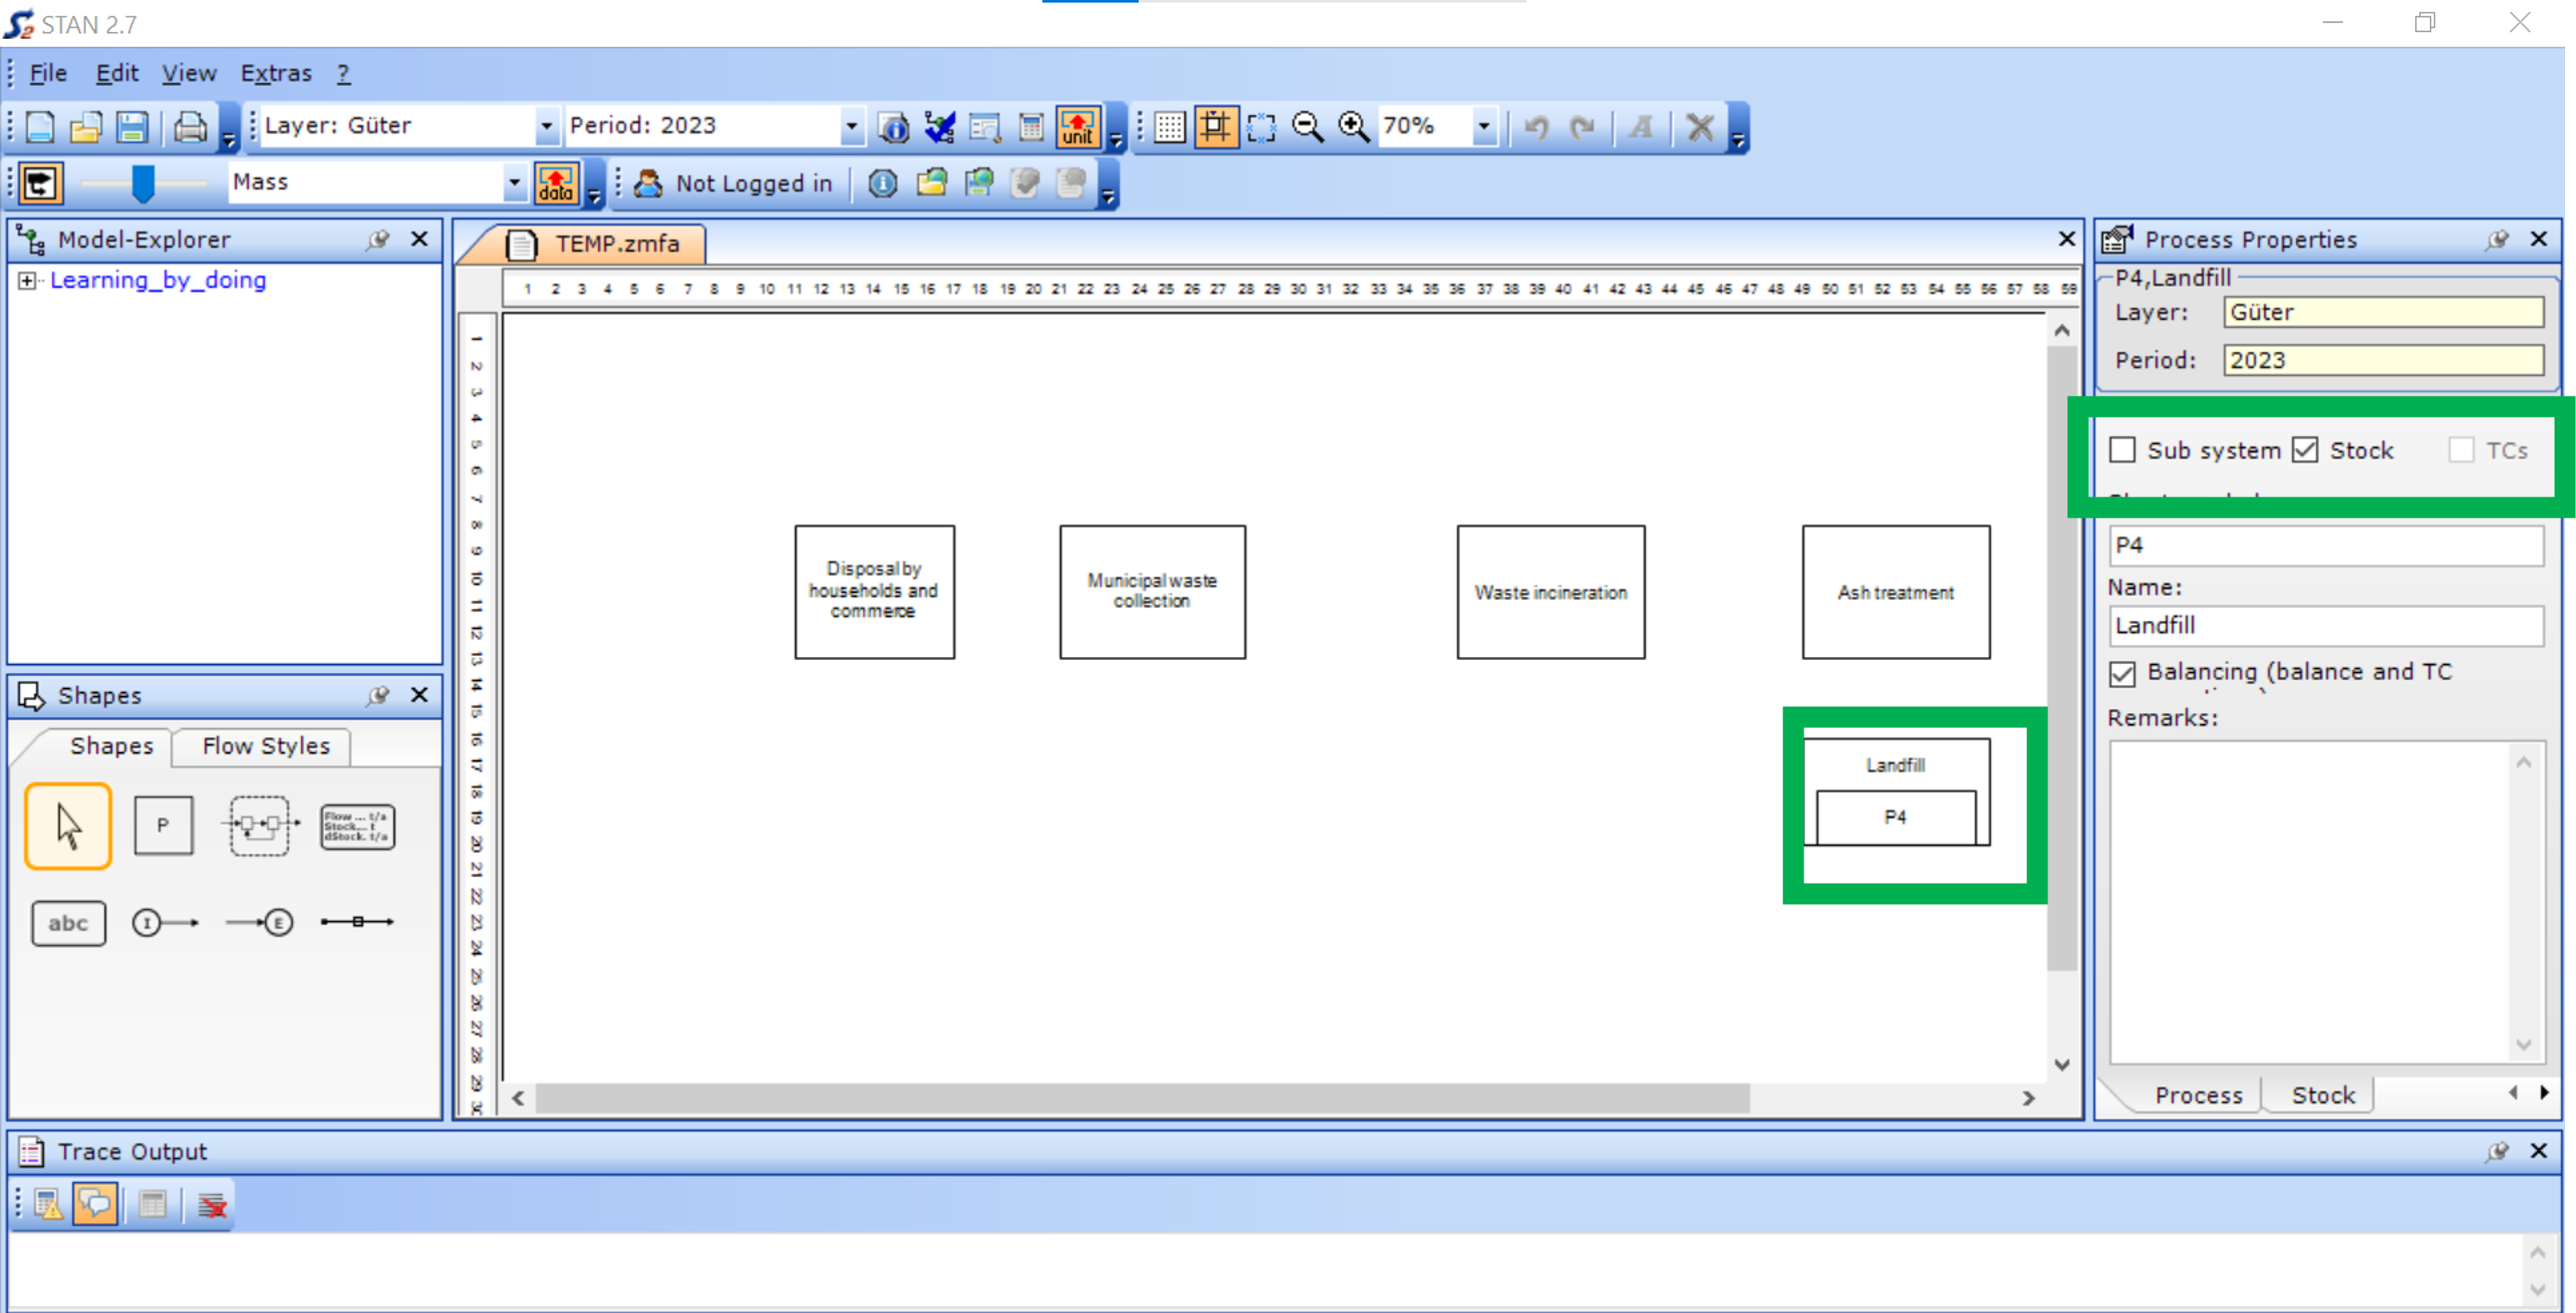 STAN 2.7
File Edit View Extras ?
Layer: Güter Period: 2023 unit 70% A
Mass data Not Logged in
Model-Explorer
Learning_by_doing
TEMP.zmfa
1 2 3 4 5 6 7 8 9 10 11 12 13 14 15 16 17 18 19 20 21 22 23 24 25 26 27 28 29 30 31 32 33 34 35 36 37 38 39 40 41 42 43 44 45 46 47 48 49 50 51 52 53 54 55 56 57 58 59
1
2
3
4
5
6
7
8
9
10
11
12
13
14
15
16
17
18
19
20
21
22
23
24
25
26
27
28
29
Disposal by
households and
commerce
Municipal waste
collection
Waste incineration
Ash treatment
Landfill
P4
Shapes
Shapes Flow Styles
P
Flow ... t/a
Stock... t
dStock. t/a
abc I E
Process Properties
P4,Landfill
Layer: Güter
Period: 2023
Sub system Stock TCs
P4
Name:
Landfill
Balancing (balance and TC
Remarks:
Process Stock
Trace Output